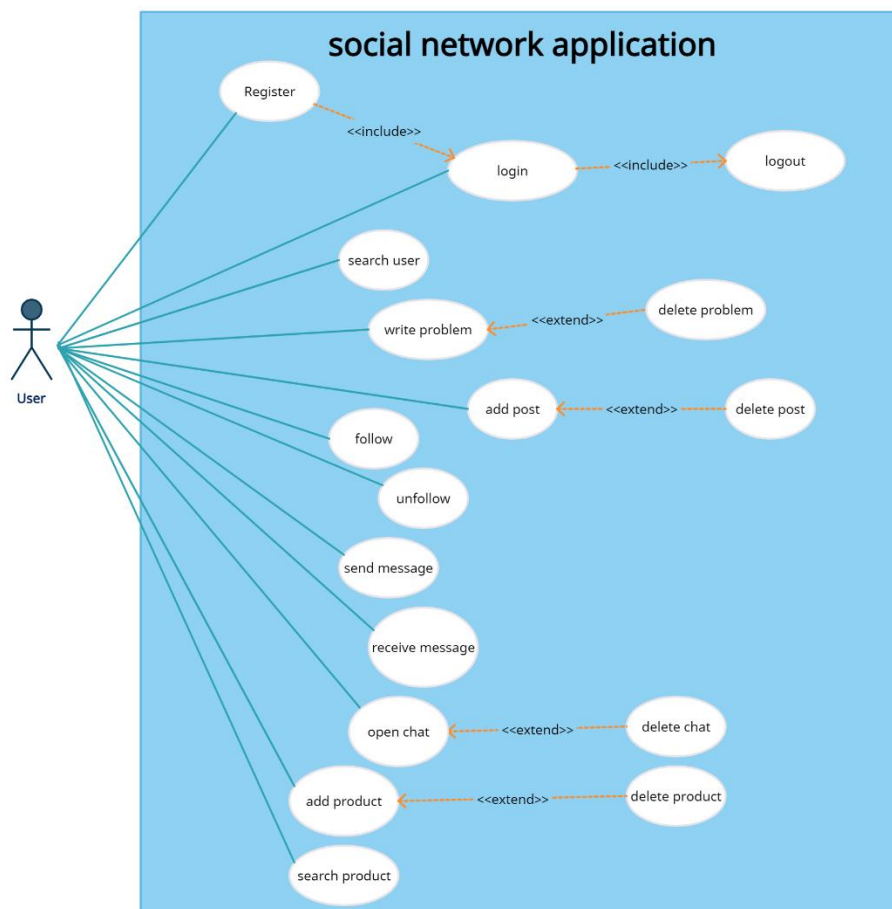 social network application
Register
<<include>>
login
<<include>>
logout
search user
User
write problem
<<extend>>
delete problem
add post
<<extend>>
delete post
follow
unfollow
send message
receive message
open chat
<<extend>>
delete chat
add product
<<extend>>
delete product
search product